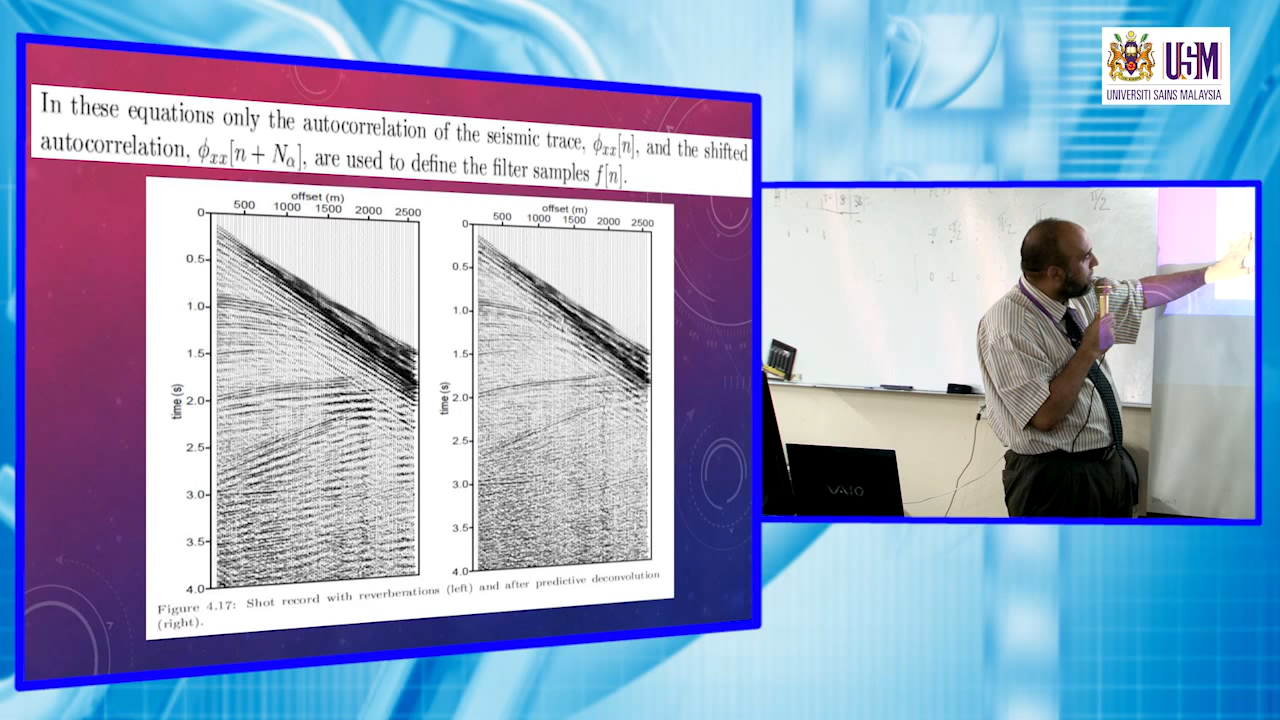 In these equations only the autocorrelation of the seismic trace, ϕxx[n], and the shifted
autocorrelation, ϕxx[n + Nα], are used to define the filter samples f[n].
offset (m)
500 1000 1500 2000 2500
0
0.5
1.0
1.5
2.0
2.5
3.0
3.5
4.0
time (s)
offset (m)
500 1000 1500 2000 2500
0
0.5
1.0
1.5
2.0
2.5
3.0
3.5
4.0
time (s)
Figure 4.17: Shot record with reverberations (left) and after predictive deconvolution
(right).
USM
UNIVERSITI SAINS MALAYSIA
π/2
0 -1
VAIO